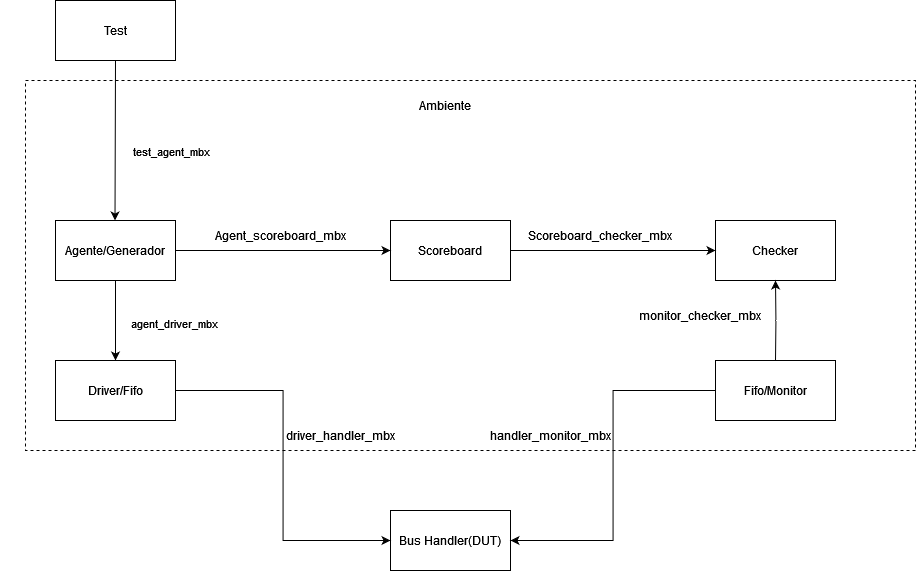 Test
Ambiente
test_agent_mbx
Agent_scoreboard_mbx
Scoreboard_checker_mbx
Agente/Generador
Scoreboard
Checker
agent_driver_mbx
monitor_checker_mbx
Driver/Fifo
Fifo/Monitor
driver_handler_mbx
handler_monitor_mbx
Bus Handler(DUT)